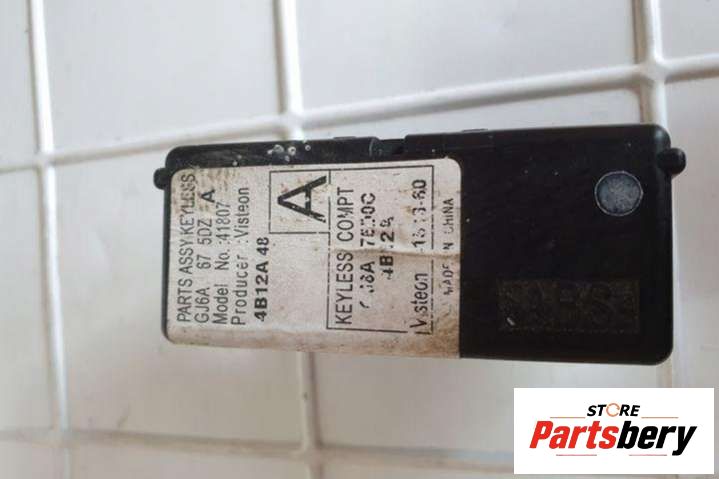 PARTS ASSY,KEYLESS
GJ6A 67 5DZ A
Model No. :41807
Producer :Visteon
4B12A 48
A
KEYLESS COMPT
Visteon
MADE IN CHINA
STORE
Partsbery